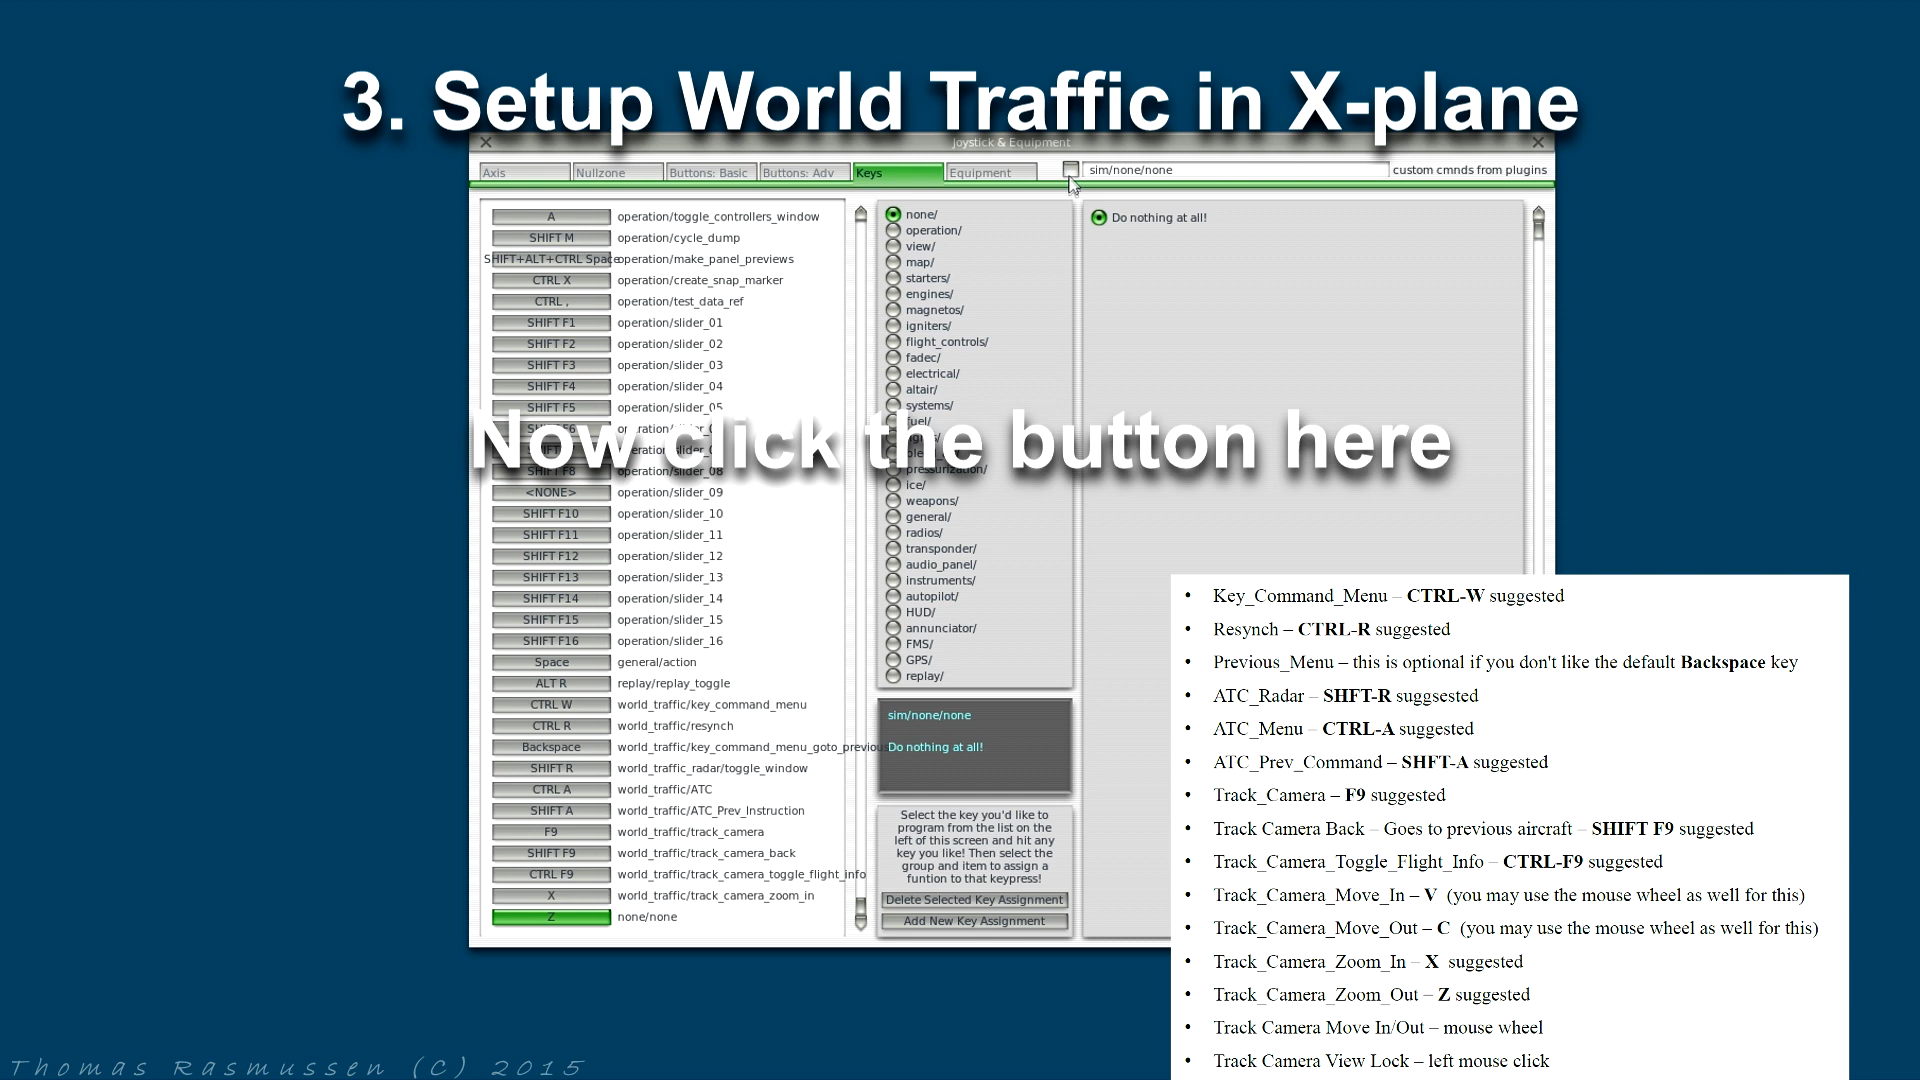 3. Setup World Traffic in X-plane
Joystick & Equipment
Axis
Nullzone
Buttons: Basic
Buttons: Adv
Keys
Equipment
sim/none/none
custom cmnds from plugins
A operation/toggle_controllers_window
SHIFT M operation/cycle_dump
SHIFT+ALT+CTRL Space operation/make_panel_previews
CTRL X operation/create_snap_marker
CTRL , operation/test_data_ref
SHIFT F1 operation/slider_01
SHIFT F2 operation/slider_02
SHIFT F3 operation/slider_03
SHIFT F4 operation/slider_04
SHIFT F5 operation/slider_05
SHIFT F8 operation/slider_08
<NONE> operation/slider_09
SHIFT F10 operation/slider_10
SHIFT F11 operation/slider_11
SHIFT F12 operation/slider_12
SHIFT F13 operation/slider_13
SHIFT F14 operation/slider_14
SHIFT F15 operation/slider_15
SHIFT F16 operation/slider_16
Space general/action
ALT R replay/replay_toggle
CTRL W world_traffic/key_command_menu
CTRL R world_traffic/resynch
Backspace world_traffic/key_command_menu_goto_previous
SHIFT R world_traffic_radar/toggle_window
CTRL A world_traffic/ATC
SHIFT A world_traffic/ATC_Prev_Instruction
F9 world_traffic/track_camera
SHIFT F9 world_traffic/track_camera_back
CTRL F9 world_traffic/track_camera_toggle_flight_info
X world_traffic/track_camera_zoom_in
Z none/none
none/
operation/
view/
map/
starters/
engines/
magnetos/
igniters/
flight_controls/
fadec/
electrical/
altair/
systems/
fuel/
pressurization/
ice/
weapons/
general/
radios/
transponder/
audio_panel/
instruments/
autopilot/
HUD/
annunciator/
FMS/
GPS/
replay/
Do nothing at all!
Now click the button here
sim/none/none
Do nothing at all!
Select the key you'd like to
program from the list on the
left of this screen and hit any
key you like! Then select the
group and item to assign a
funtion to that keypress!
Delete Selected Key Assignment
Add New Key Assignment
• Key_Command_Menu – CTRL-W suggested
• Resynch – CTRL-R suggested
• Previous_Menu – this is optional if you don't like the default Backspace key
• ATC_Radar – SHFT-R suggsested
• ATC_Menu – CTRL-A suggested
• ATC_Prev_Command – SHFT-A suggested
• Track_Camera – F9 suggested
• Track Camera Back – Goes to previous aircraft – SHIFT F9 suggested
• Track_Camera_Toggle_Flight_Info – CTRL-F9 suggested
• Track_Camera_Move_In – V (you may use the mouse wheel as well for this)
• Track_Camera_Move_Out – C (you may use the mouse wheel as well for this)
• Track_Camera_Zoom_In – X suggested
• Track_Camera_Zoom_Out – Z suggested
• Track Camera Move In/Out – mouse wheel
• Track Camera View Lock – left mouse click
Thomas Rasmussen (C) 2015